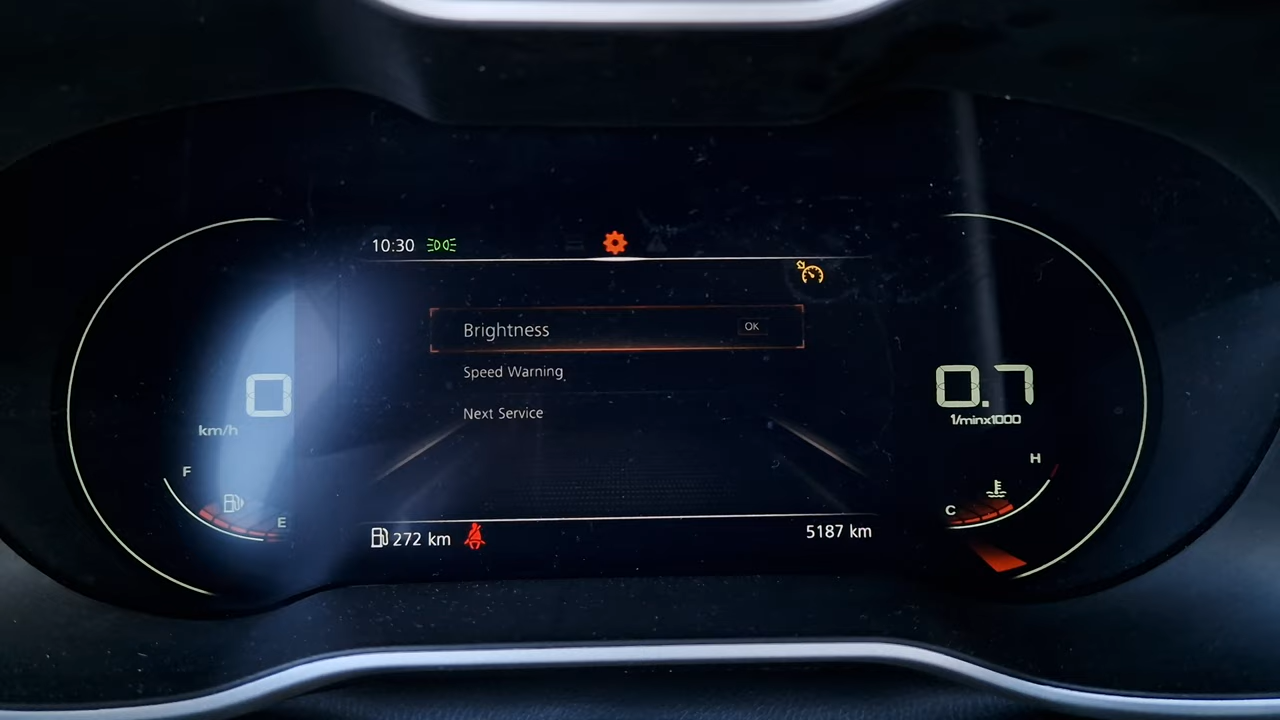 10:30
Brightness OK
Speed Warning
Next Service
0
km/h
F
E
0.7
1/minx1000
H
C
272 km
5187 km